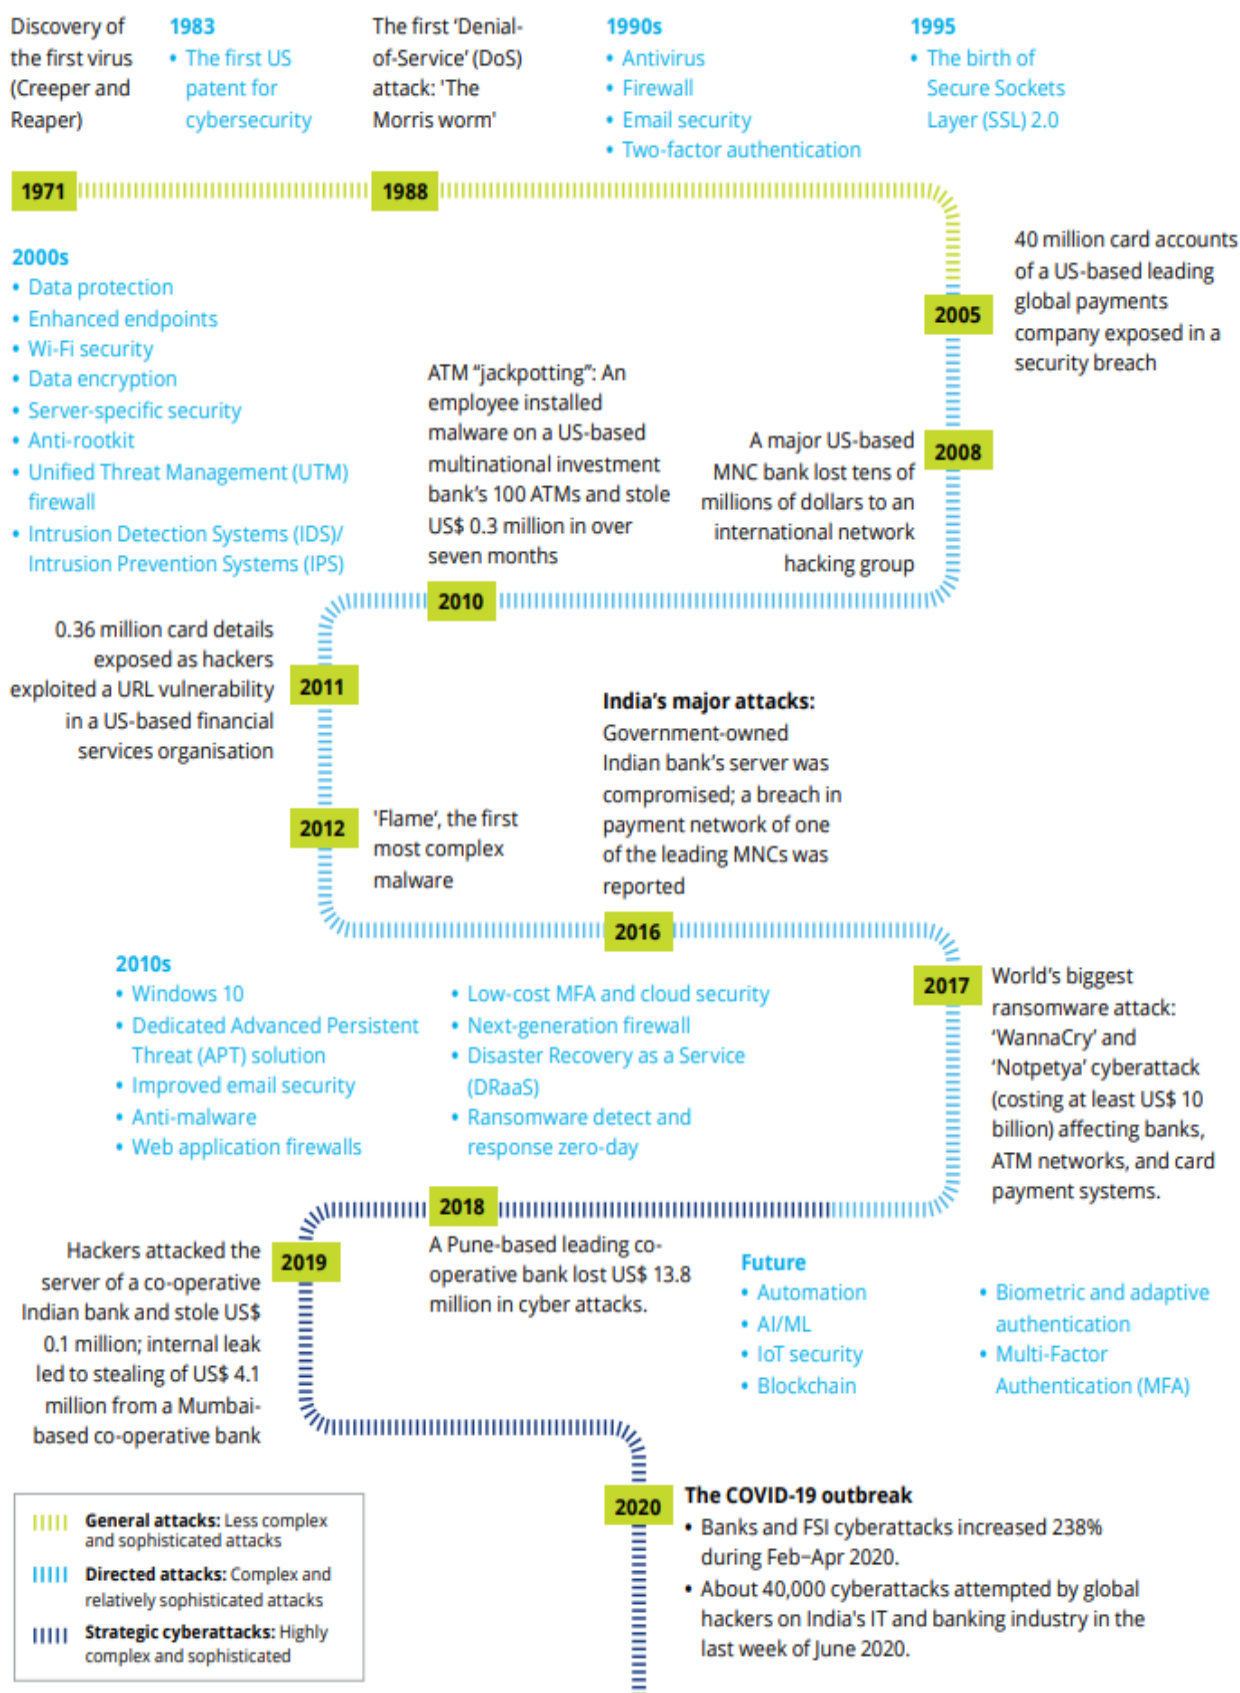 Discovery of
the first virus
(Creeper and
Reaper)
1983
• The first US
patent for
cybersecurity
The first ‘Denial-
of-Service’ (DoS)
attack: 'The
Morris worm'
1990s
• Antivirus
• Firewall
• Email security
• Two-factor authentication
1995
• The birth of
Secure Sockets
Layer (SSL) 2.0
1971
1988
40 million card accounts
of a US-based leading
global payments
company exposed in a
security breach
2005
2000s
• Data protection
• Enhanced endpoints
• Wi-Fi security
• Data encryption
• Server-specific security
• Anti-rootkit
• Unified Threat Management (UTM)
firewall
• Intrusion Detection Systems (IDS)/
Intrusion Prevention Systems (IPS)
ATM “jackpotting”: An
employee installed
malware on a US-based
multinational investment
bank’s 100 ATMs and stole
US$ 0.3 million in over
seven months
A major US-based
MNC bank lost tens of
millions of dollars to an
international network
hacking group
2008
2010
0.36 million card details
exposed as hackers
exploited a URL vulnerability
in a US-based financial
services organisation
2011
2012
'Flame’, the first
most complex
malware
India’s major attacks:
Government-owned
Indian bank’s server was
compromised; a breach in
payment network of one
of the leading MNCs was
reported
2016
2010s
• Windows 10
• Dedicated Advanced Persistent
Threat (APT) solution
• Improved email security
• Anti-malware
• Web application firewalls
• Low-cost MFA and cloud security
• Next-generation firewall
• Disaster Recovery as a Service
(DRaaS)
• Ransomware detect and
response zero-day
2017
World’s biggest
ransomware attack:
‘WannaCry’ and
‘Notpetya’ cyberattack
(costing at least US$ 10
billion) affecting banks,
ATM networks, and card
payment systems.
2018
A Pune-based leading co-
operative bank lost US$ 13.8
million in cyber attacks.
2019
Hackers attacked the
server of a co-operative
Indian bank and stole US$
0.1 million; internal leak
led to stealing of US$ 4.1
million from a Mumbai-
based co-operative bank
Future
• Automation
• AI/ML
• IoT security
• Blockchain
• Biometric and adaptive
authentication
• Multi-Factor
Authentication (MFA)
2020
The COVID-19 outbreak
• Banks and FSI cyberattacks increased 238%
during Feb–Apr 2020.
• About 40,000 cyberattacks attempted by global
hackers on India's IT and banking industry in the
last week of June 2020.
General attacks: Less complex
and sophisticated attacks
Directed attacks: Complex and
relatively sophisticated attacks
Strategic cyberattacks: Highly
complex and sophisticated